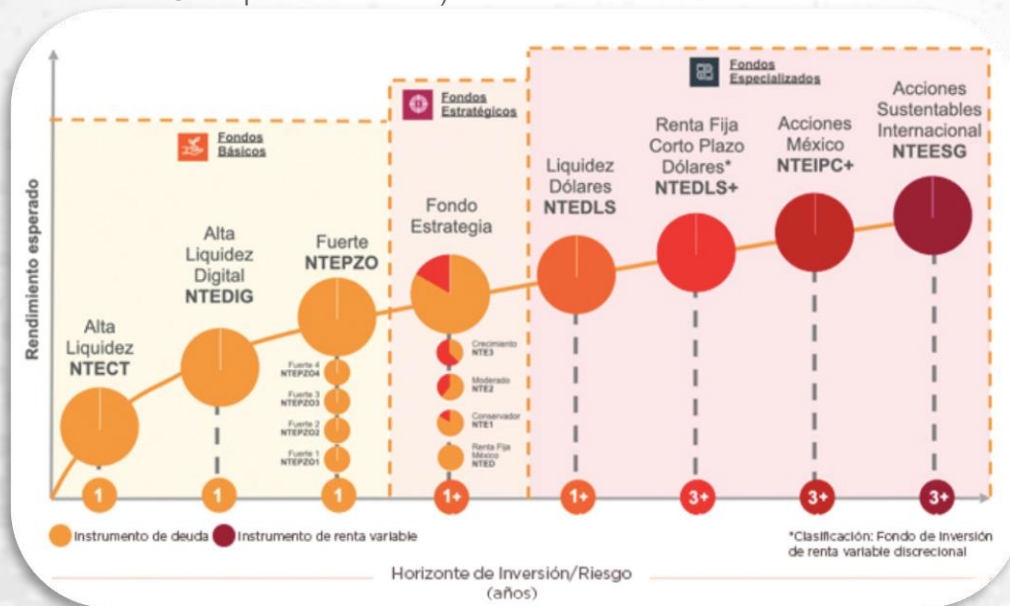 Rendimiento esperado
Fondos
Básicos
Alta
Liquidez
NTECT
Alta
Liquidez
Digital
NTEDIG
Fuerte
NTEPZO
Fuerte 4
NTEPZO4
Fuerte 3
NTEPZO3
Fuerte 2
NTEPZO2
Fuerte 1
NTEPZO1
Fondos
Estratégicos
Fondo
Estrategia
Crecimiento
NTE3
Moderado
NTE2
Conservador
NTE1
Renta Fija
México
NTED
Fondos
Especializados
Liquidez
Dólares
NTEDLS
Renta Fija
Corto Plazo
Dólares*
NTEDLS+
Acciones
México
NTEIPC+
Acciones
Sustentables
Internacional
NTEESG
1
1
1
1+
1+
3+
3+
3+
Instrumento de deuda
Instrumento de renta variable
*Clasificación: Fondo de Inversión
de renta variable discrecional
Horizonte de Inversión/Riesgo
(años)